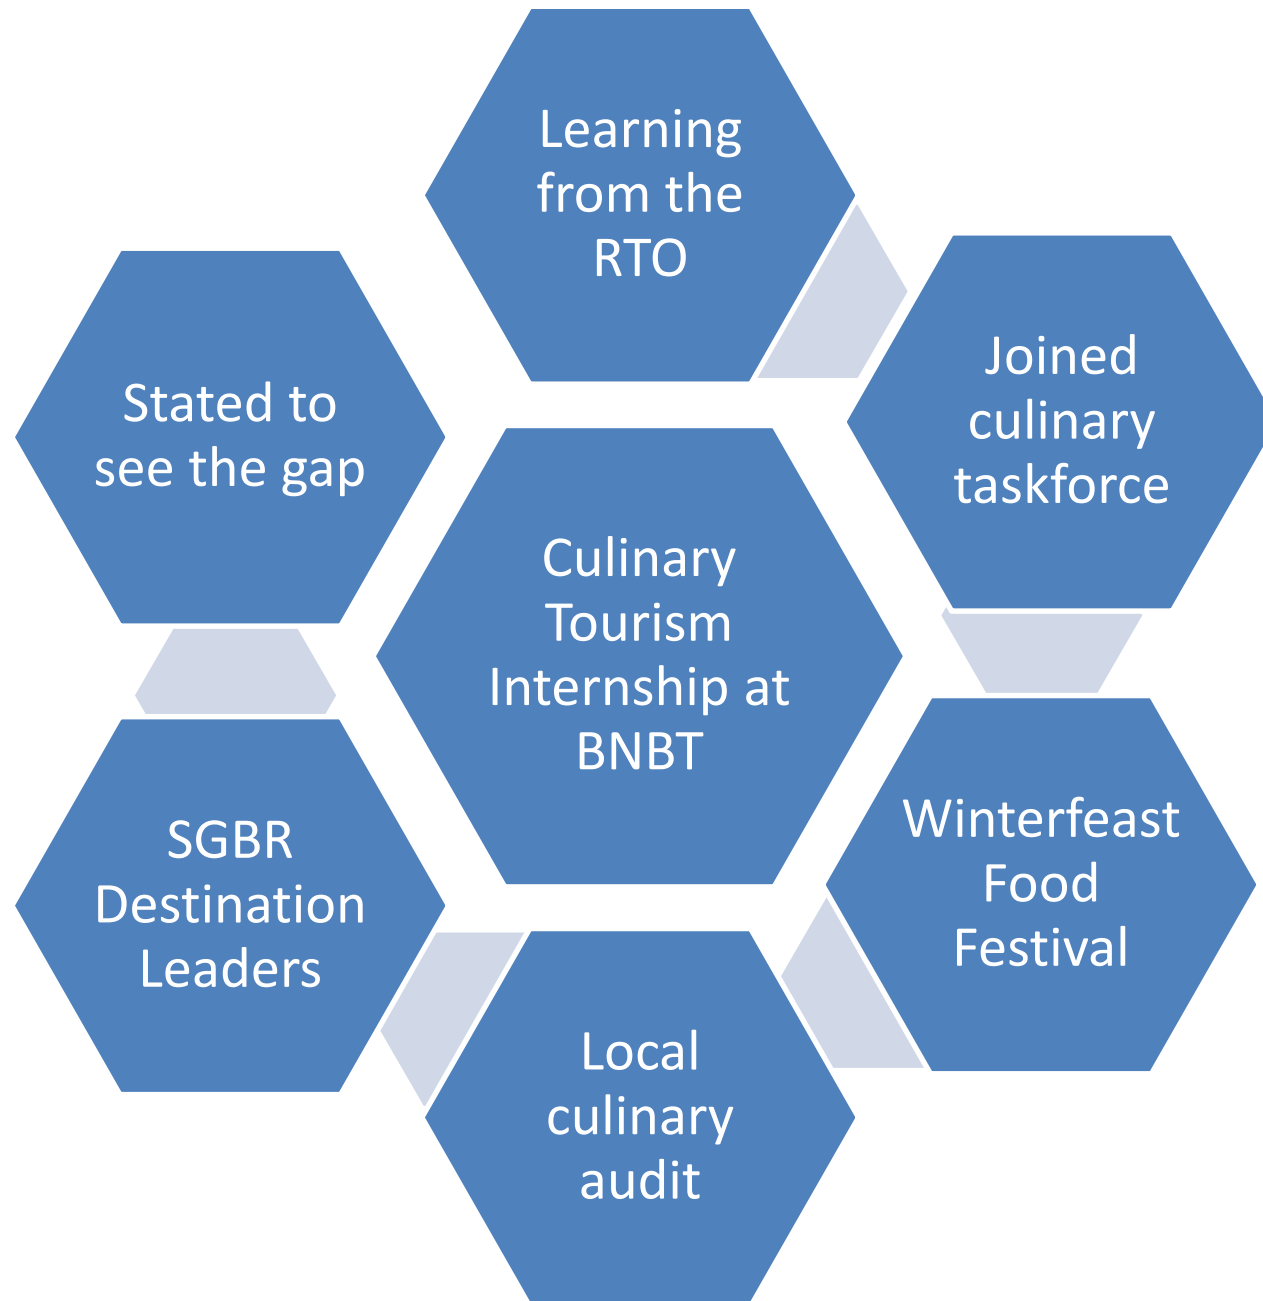 Learning
from the
RTO
Joined
culinary
taskforce
Stated to
see the gap
Culinary
Tourism
Internship at
BNBT
Winterfeast
Food
Festival
SGBR
Destination
Leaders
Local
culinary
audit